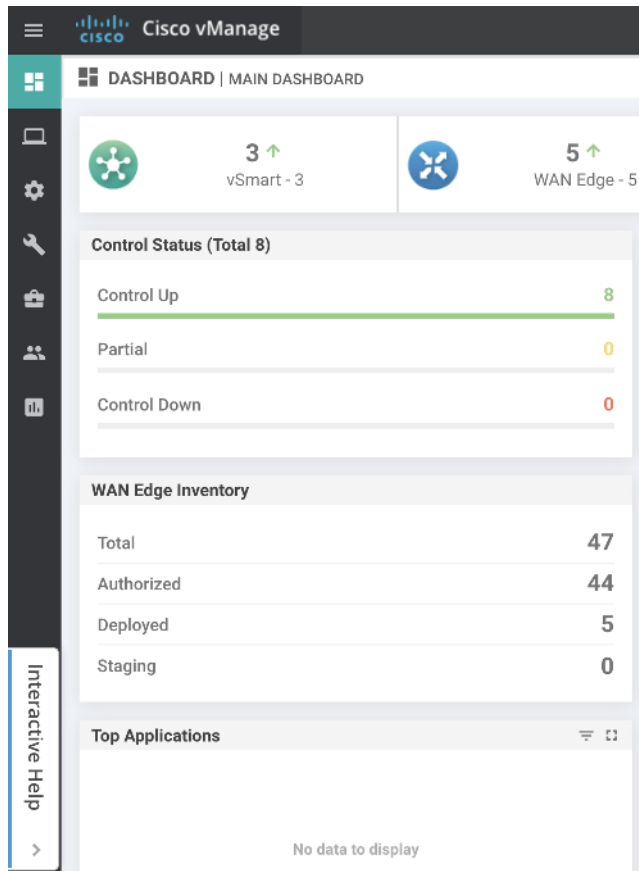 cisco Cisco vManage
DASHBOARD | MAIN DASHBOARD
3
vSmart - 3
5
WAN Edge - 5
Control Status (Total 8)
Control Up 8
Partial 0
Control Down 0
WAN Edge Inventory
Total 47
Authorized 44
Deployed 5
Staging 0
Interactive Help
Top Applications
No data to display